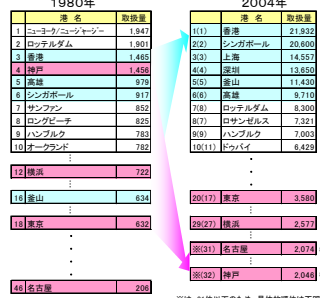 1980年
港 名 取扱量
1 ニューヨーク/ニュージャージー 1,947
2 ロッテルダム 1,901
3 香港 1,465
4 神戸 1,456
5 高雄 979
6 シンガポール 917
7 サンファン 852
8 ロングビーチ 825
9 ハンブルク 783
10 オークランド 782
12 横浜 722
16 釜山 634
18 東京 632
46 名古屋 206
2004年
港 名 取扱量
1(1) 香港 21,932
2(2) シンガポール 20,600
3(3) 上海 14,557
4(4) 深圳 13,650
5(5) 釜山 11,430
6(6) 高雄 9,710
7(8) ロッテルダム 8,300
8(7) ロサンゼルス 7,321
9(9) ハンブルク 7,003
10(11) ドゥバイ 6,429
20(17) 東京 3,580
29(27) 横浜 2,577
※(31) 名古屋 2,074
※(32) 神戸 2,046